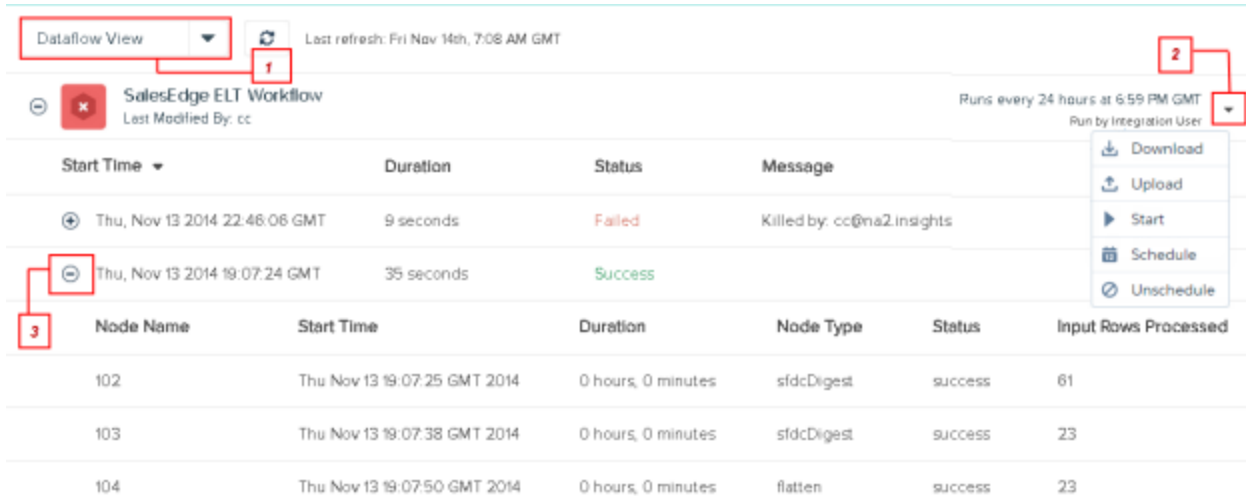 Dataflow View
Last refresh: Fri Nov 14th, 7:08 AM GMT
1
2
SalesEdge ELT Workflow
Last Modified By: cc
Runs every 24 hours at 6:59 PM GMT
Run by Integration User
Download
Upload
Start
Schedule
Unschedule
Start Time Duration Status Message
Thu, Nov 13 2014 22:46:06 GMT 9 seconds Failed Killed by: cc@na2.insights
Thu, Nov 13 2014 19:07:24 GMT 35 seconds Success
3
Node Name Start Time Duration Node Type Status Input Rows Processed
102 Thu Nov 13 19:07:25 GMT 2014 0 hours, 0 minutes sfdcDigest success 61
103 Thu Nov 13 19:07:38 GMT 2014 0 hours, 0 minutes sfdcDigest success 23
104 Thu Nov 13 19:07:50 GMT 2014 0 hours, 0 minutes flatten success 23